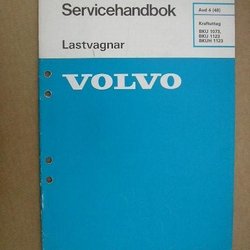 Servicehandbok
Lastvagnar
Avd 4 (48)
Kraftuttag
BKU 1073,
BKU 1123
BKUH 1123
VOLVO